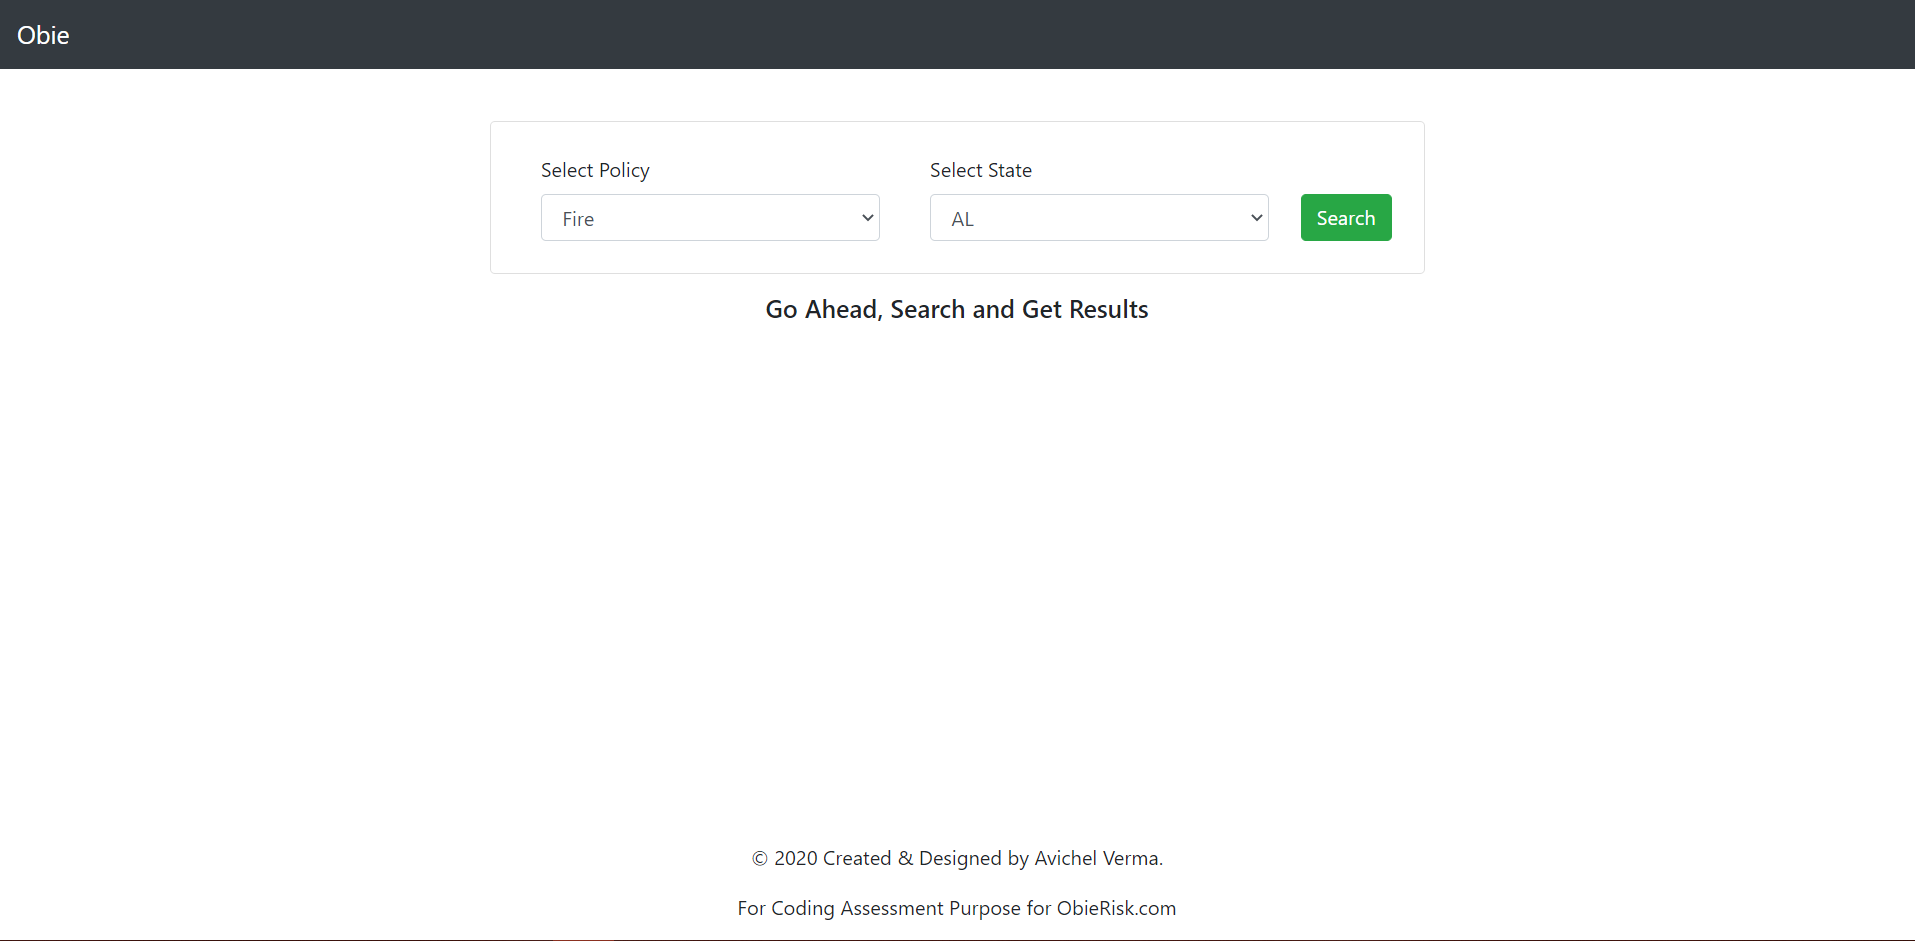 Obie
Select Policy
Select State
Fire
AL
Search
Go Ahead, Search and Get Results
© 2020 Created & Designed by Avichel Verma.
For Coding Assessment Purpose for ObieRisk.com